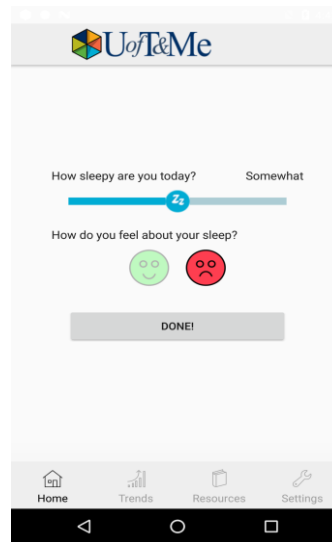 UofT&Me
How sleepy are you today? Somewhat
Zz
How do you feel about your sleep?
DONE!
Home Trends Resources Settings